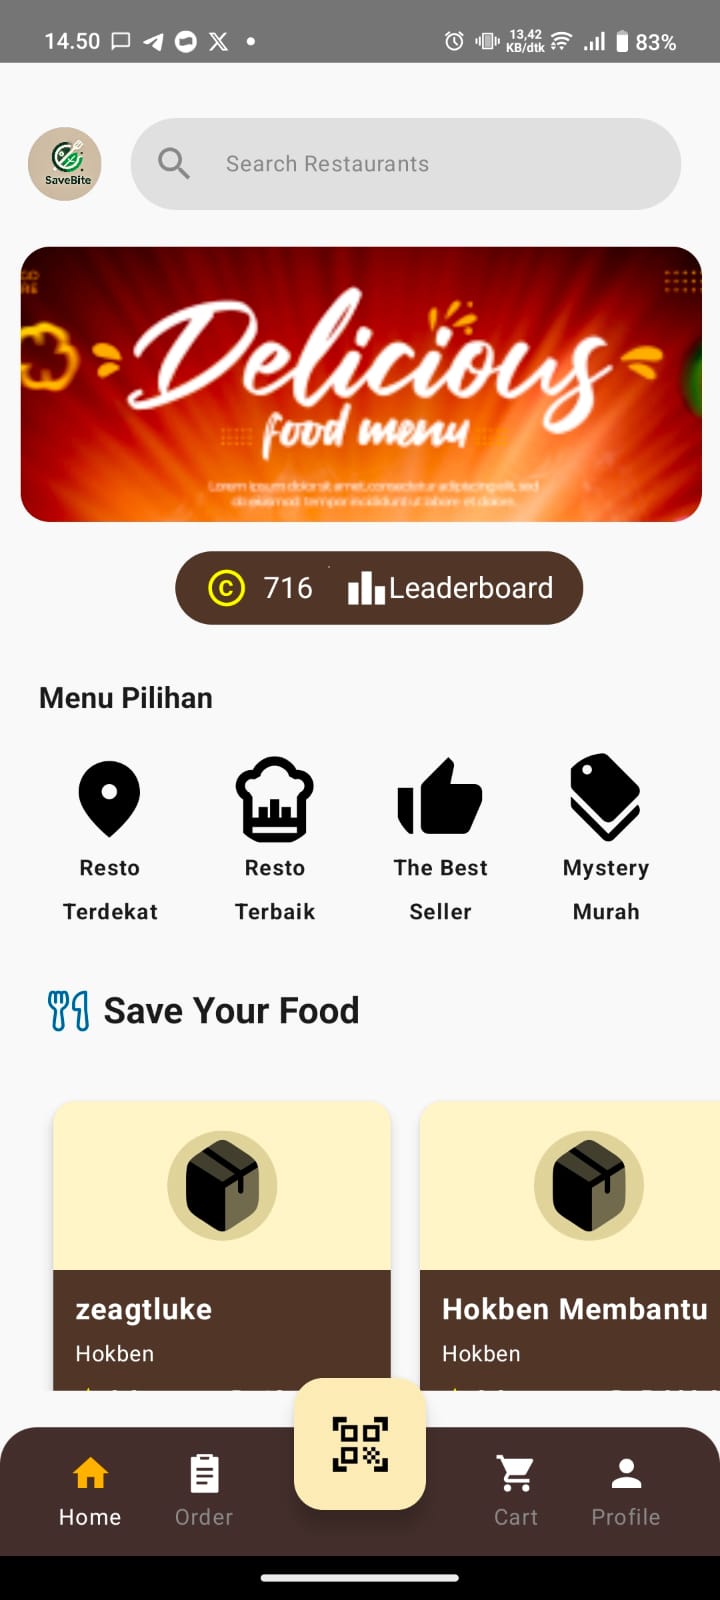 14.50
13,42
KB/dtk
83%
SaveBite
Search Restaurants
Delicious
food menu
Lorem ipsum dolor sit amet, consectetur adipiscing elit, sed
do eiusmod tempor incididunt ut labore et dolore.
716
Leaderboard
Menu Pilihan
Resto
Terdekat
Resto
Terbaik
The Best
Seller
Mystery
Murah
Save Your Food
zeagtluke
Hokben
Hokben Membantu
Hokben
Home
Order
Cart
Profile